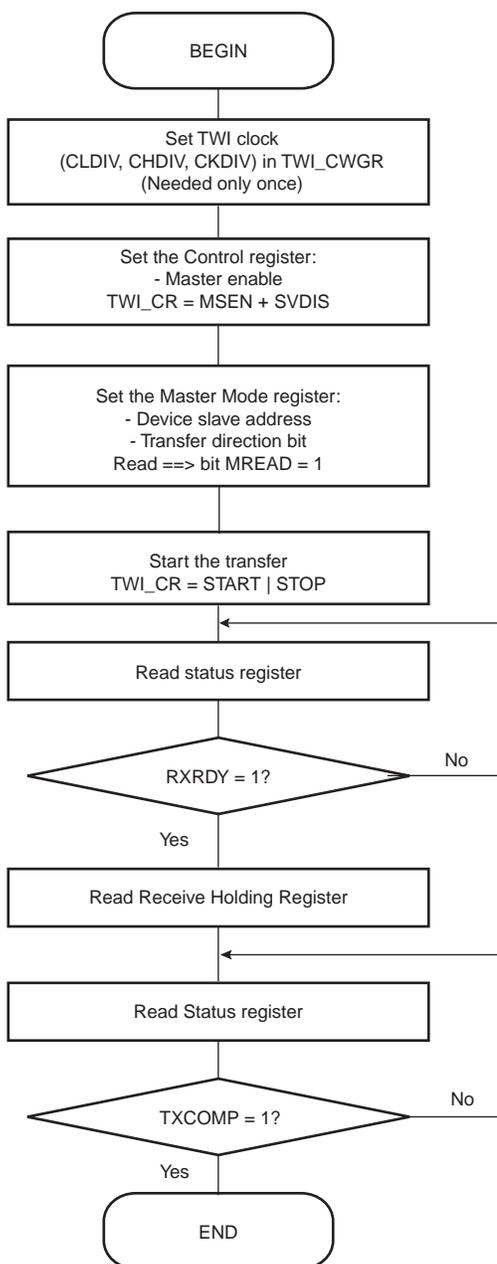 BEGIN
Set TWI clock
(CLDIV, CHDIV, CKDIV) in TWI_CWGR
(Needed only once)
Set the Control register:
- Master enable
TWI_CR = MSEN + SVDIS
Set the Master Mode register:
- Device slave address
- Transfer direction bit
Read ==> bit MREAD = 1
Start the transfer
TWI_CR = START | STOP
Read status register
RXRDY = 1?
No
Yes
Read Receive Holding Register
Read Status register
TXCOMP = 1?
No
Yes
END